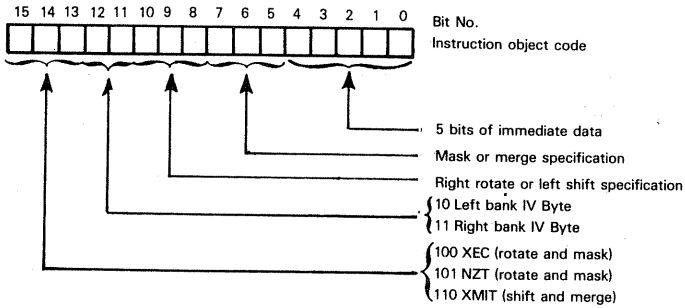 15 14 13 12 11 10 9 8 7 6 5 4 3 2 1 0 Bit No.
Instruction object code
5 bits of immediate data
Mask or merge specification
Right rotate or left shift specification
10 Left bank IV Byte
11 Right bank IV Byte
100 XEC (rotate and mask)
101 NZT (rotate and mask)
110 XMIT (shift and merge)